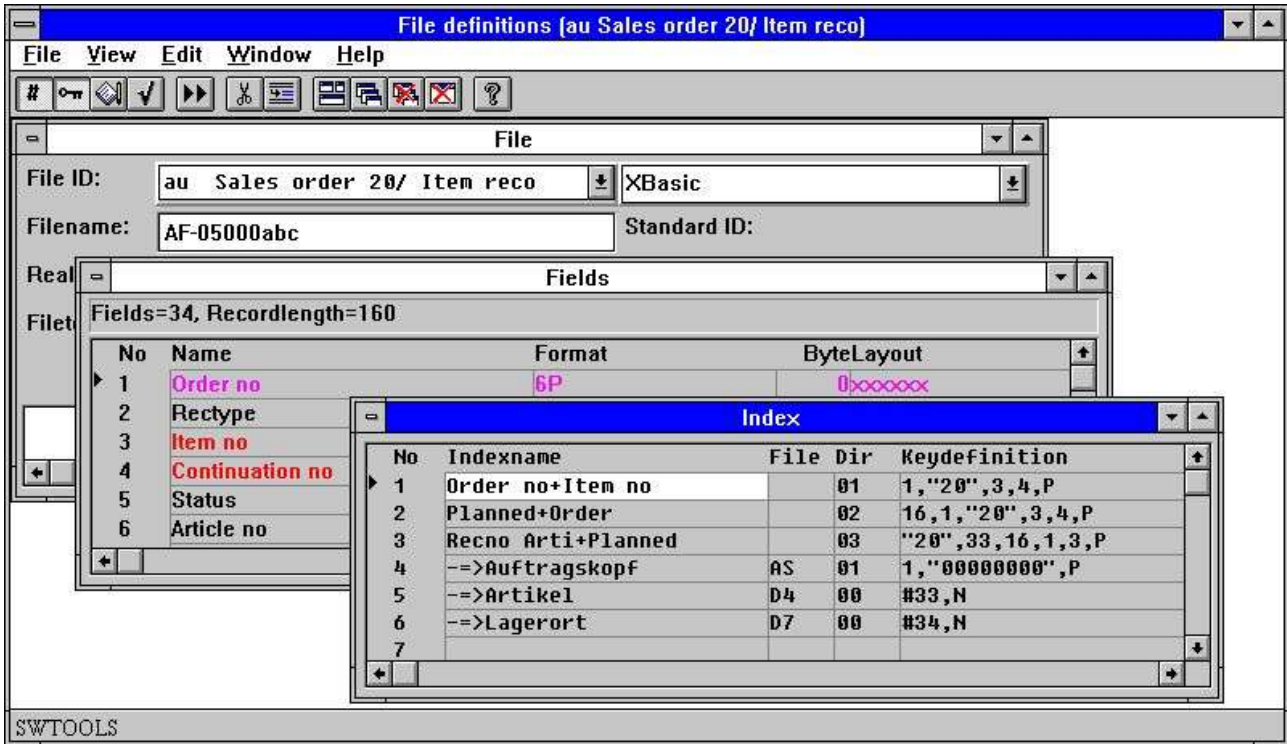 File definitions (au Sales order 20/ Item reco)
File View Edit Window Help
#
?
File
File ID: au Sales order 20/ Item reco XBasic
Filename: AF-05000abc Standard ID:
Real
Fields
Filet
Fields=34, Recordlength=160
No Name Format ByteLayout
1 Order no 6P 0xxxxxx
2 Rectype
3 Item no
4 Continuation no
5 Status
6 Article no
Index
No Indexname File Dir Keydefinition
1 Order no+Item no 01 1,"20",3,4,P
2 Planned+Order 02 16,1,"20",3,4,P
3 Recno Arti+Planned 03 "20",33,16,1,3,P
4 -=>Auftragskopf AS 01 1,"00000000",P
5 -=>Artikel D4 00 #33,N
6 -=>Lagerort D7 00 #34,N
7
SWTOOLS